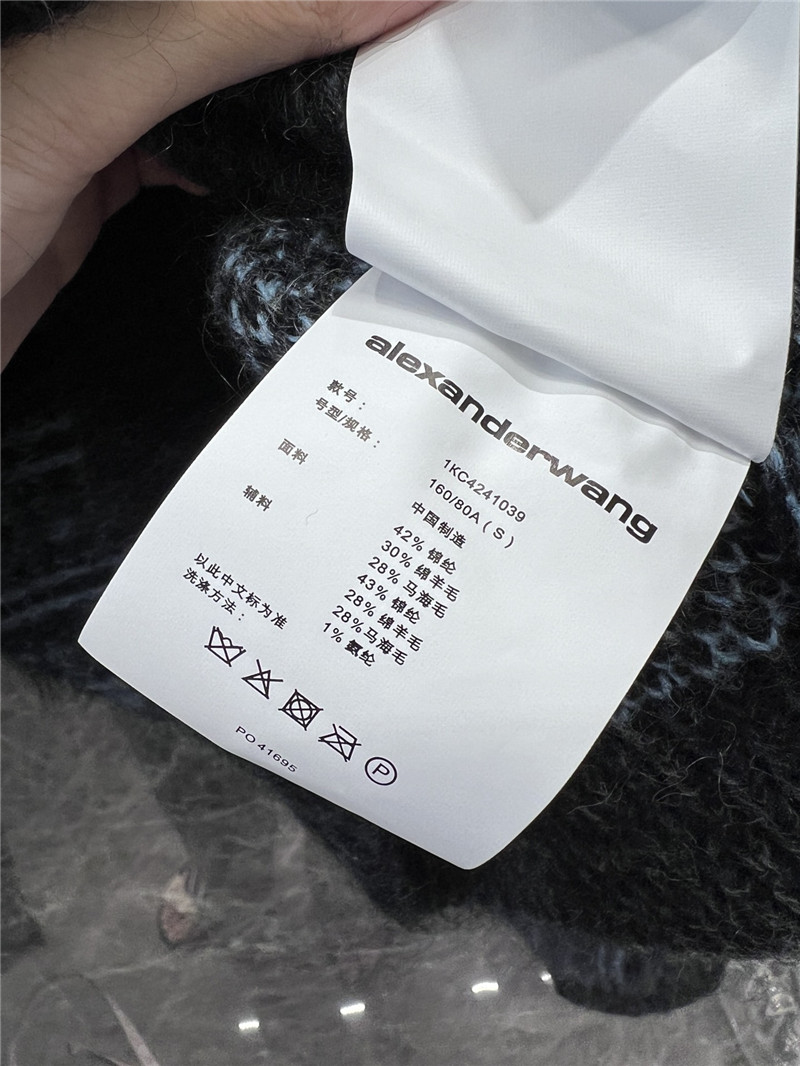 alexanderwang
款号： 1KC4241039
号型/规格： 160/80A（S）
中国制造
面料 42% 锦纶
30% 绵羊毛
28% 马海毛
辅料 43% 锦纶
28% 绵羊毛
28% 马海毛
1% 氨纶
以此中文标为准
洗涤方法：
P
PO 41695